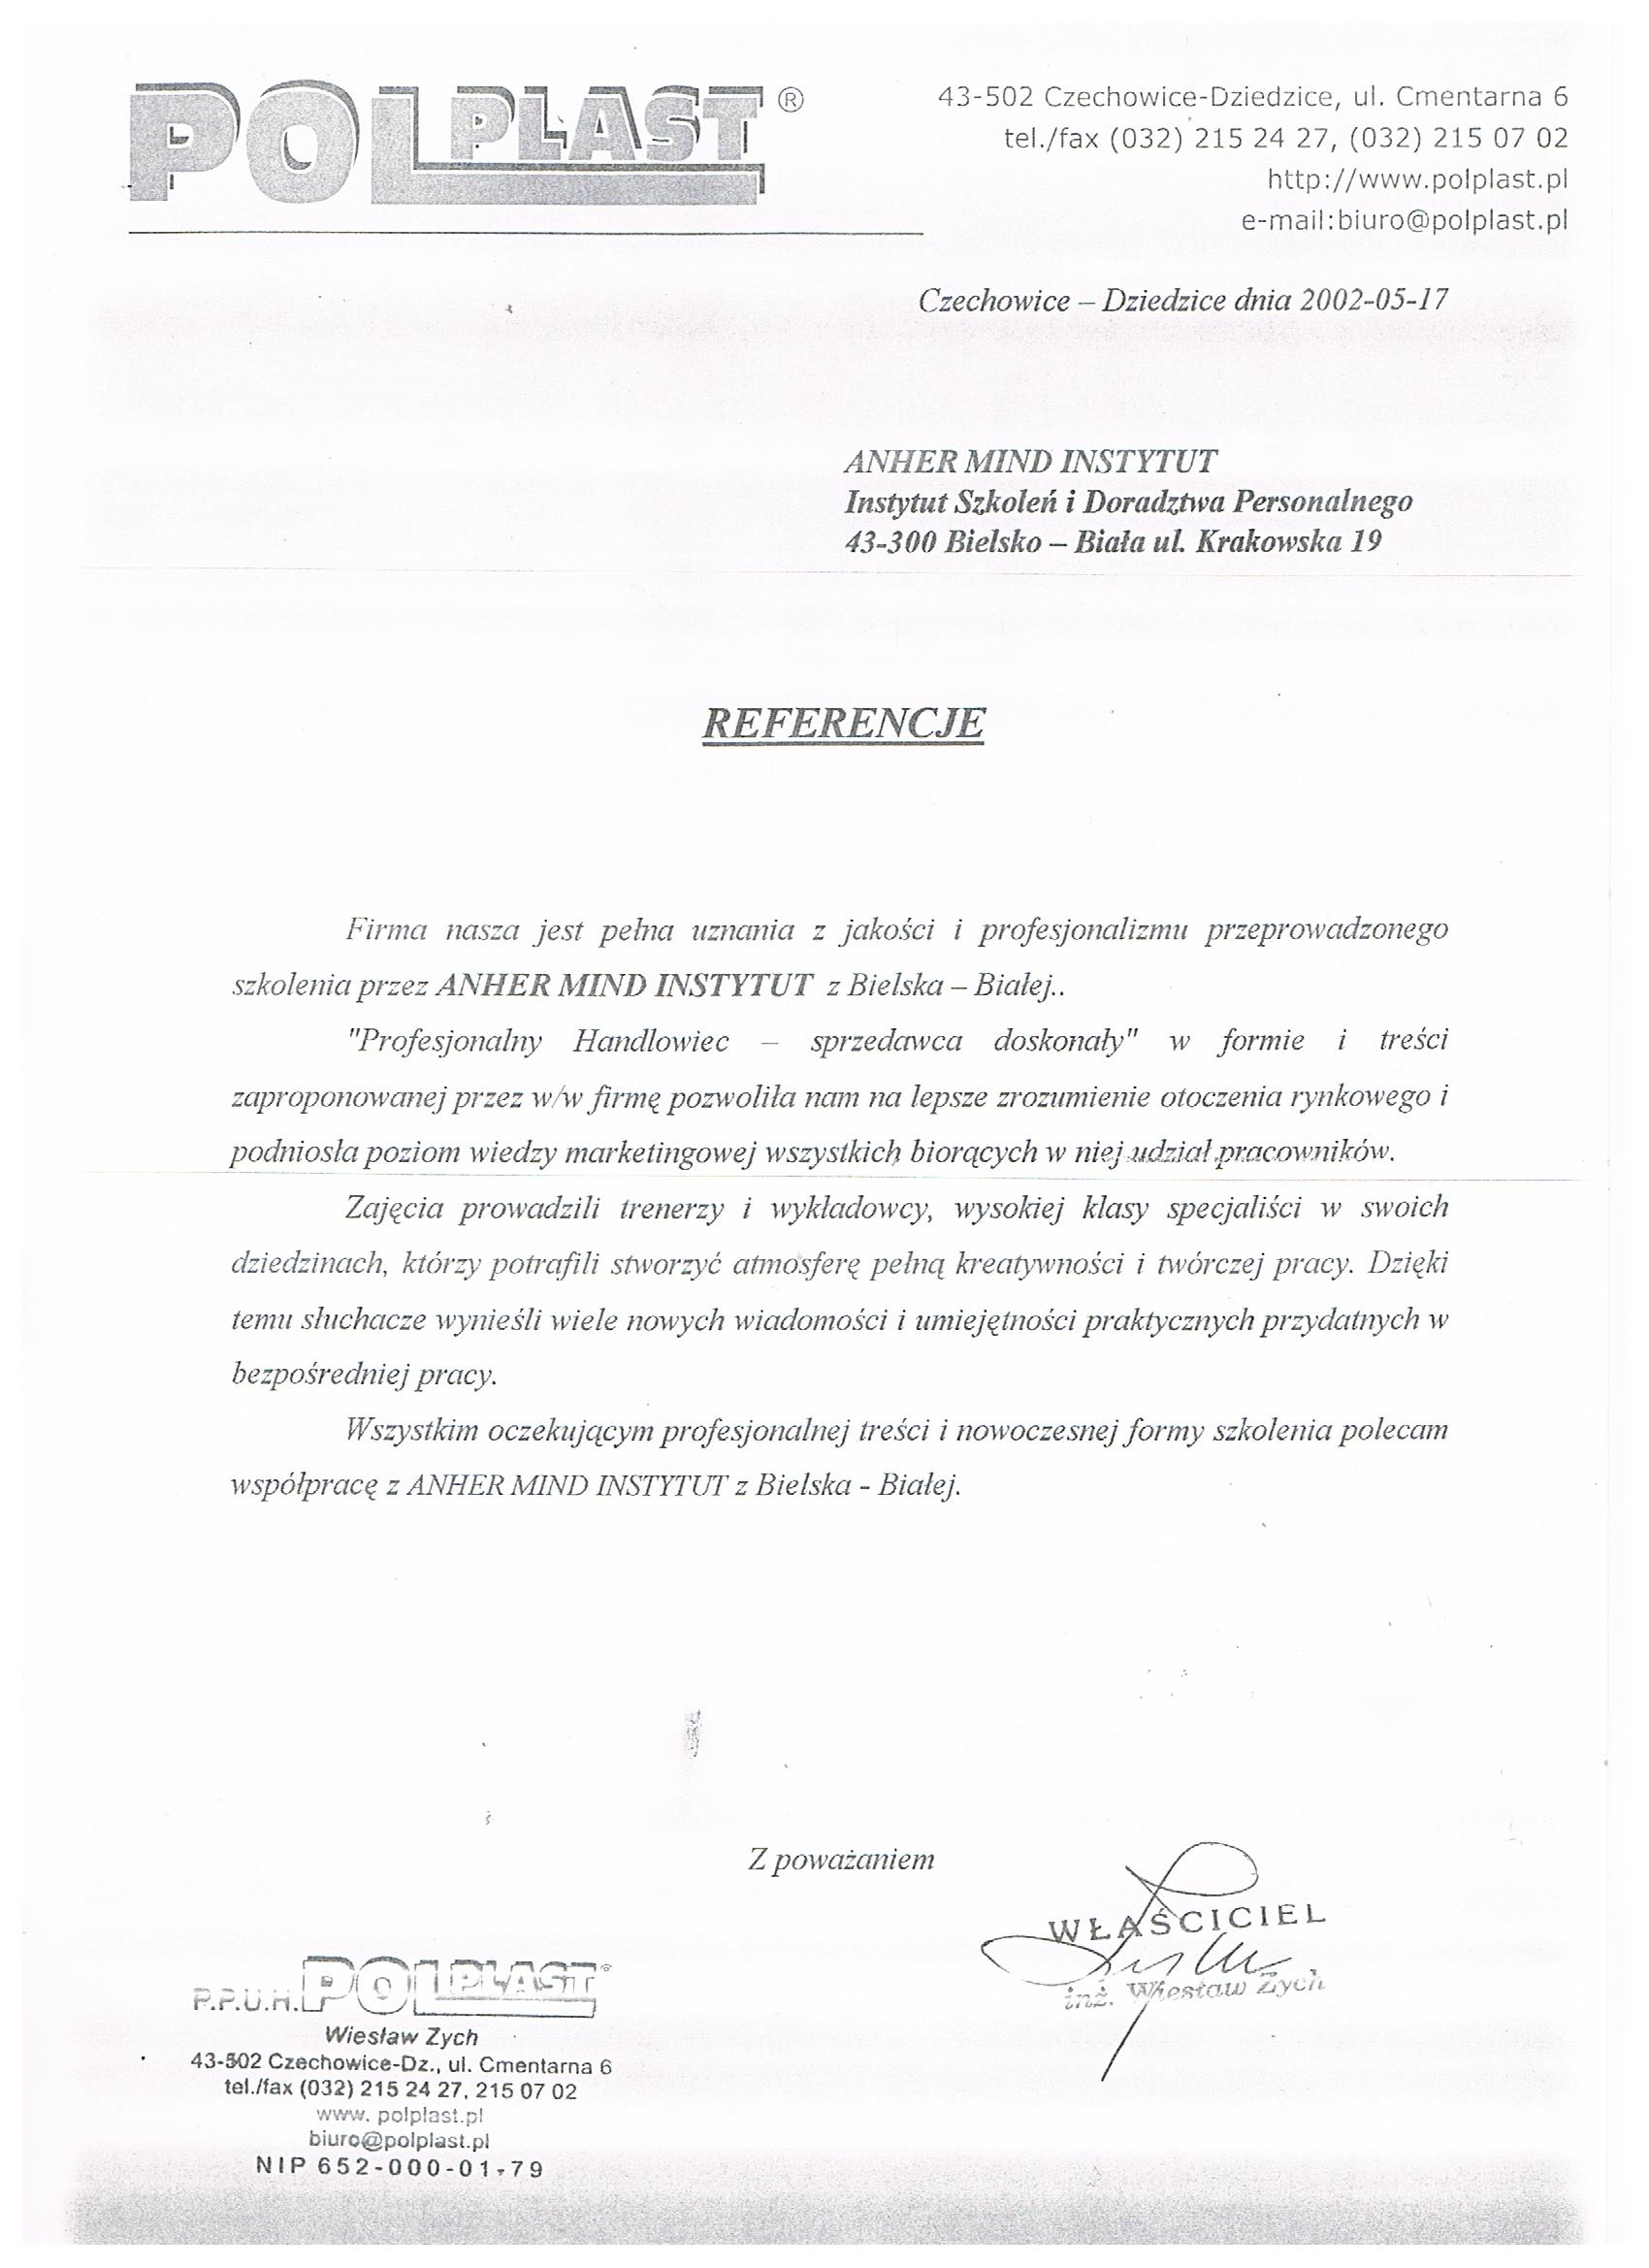 POLPLAST®
43-502 Czechowice-Dziedzice, ul. Cmentarna 6
tel./fax (032) 215 24 27, (032) 215 07 02
http://www.polplast.pl
e-mail:biuro@polplast.pl
Czechowice – Dziedzice dnia 2002-05-17
ANHER MIND INSTYTUT
Instytut Szkoleń i Doradztwa Personalnego
43-300 Bielsko – Biała ul. Krakowska 19
REFERENCJE
Firma nasza jest pełna uznania z jakości i profesjonalizmu przeprowadzonego
szkolenia przez ANHER MIND INSTYTUT z Bielska – Białej..
"Profesjonalny Handlowiec – sprzedawca doskonały" w formie i treści
zaproponowanej przez w/w firmę pozwoliła nam na lepsze zrozumienie otoczenia rynkowego i
podniosła poziom wiedzy marketingowej wszystkich biorących w niej udział pracowników.
Zajęcia prowadzili trenerzy i wykładowcy, wysokiej klasy specjaliści w swoich
dziedzinach, którzy potrafili stworzyć atmosferę pełną kreatywności i twórczej pracy. Dzięki
temu słuchacze wynieśli wiele nowych wiadomości i umiejętności praktycznych przydatnych w
bezpośredniej pracy.
Wszystkim oczekującym profesjonalnej treści i nowoczesnej formy szkolenia polecam
współpracę z ANHER MIND INSTYTUT z Bielska - Białej.
Z poważaniem
WŁAŚCICIEL
inż. Wiesław Zych
P.P.U.H. POLPLAST®
Wiesław Zych
43-502 Czechowice-Dz., ul. Cmentarna 6
tel./fax (032) 215 24 27, 215 07 02
www. polplast.pl
biuro@polplast.pl
NIP 652-000-01-79